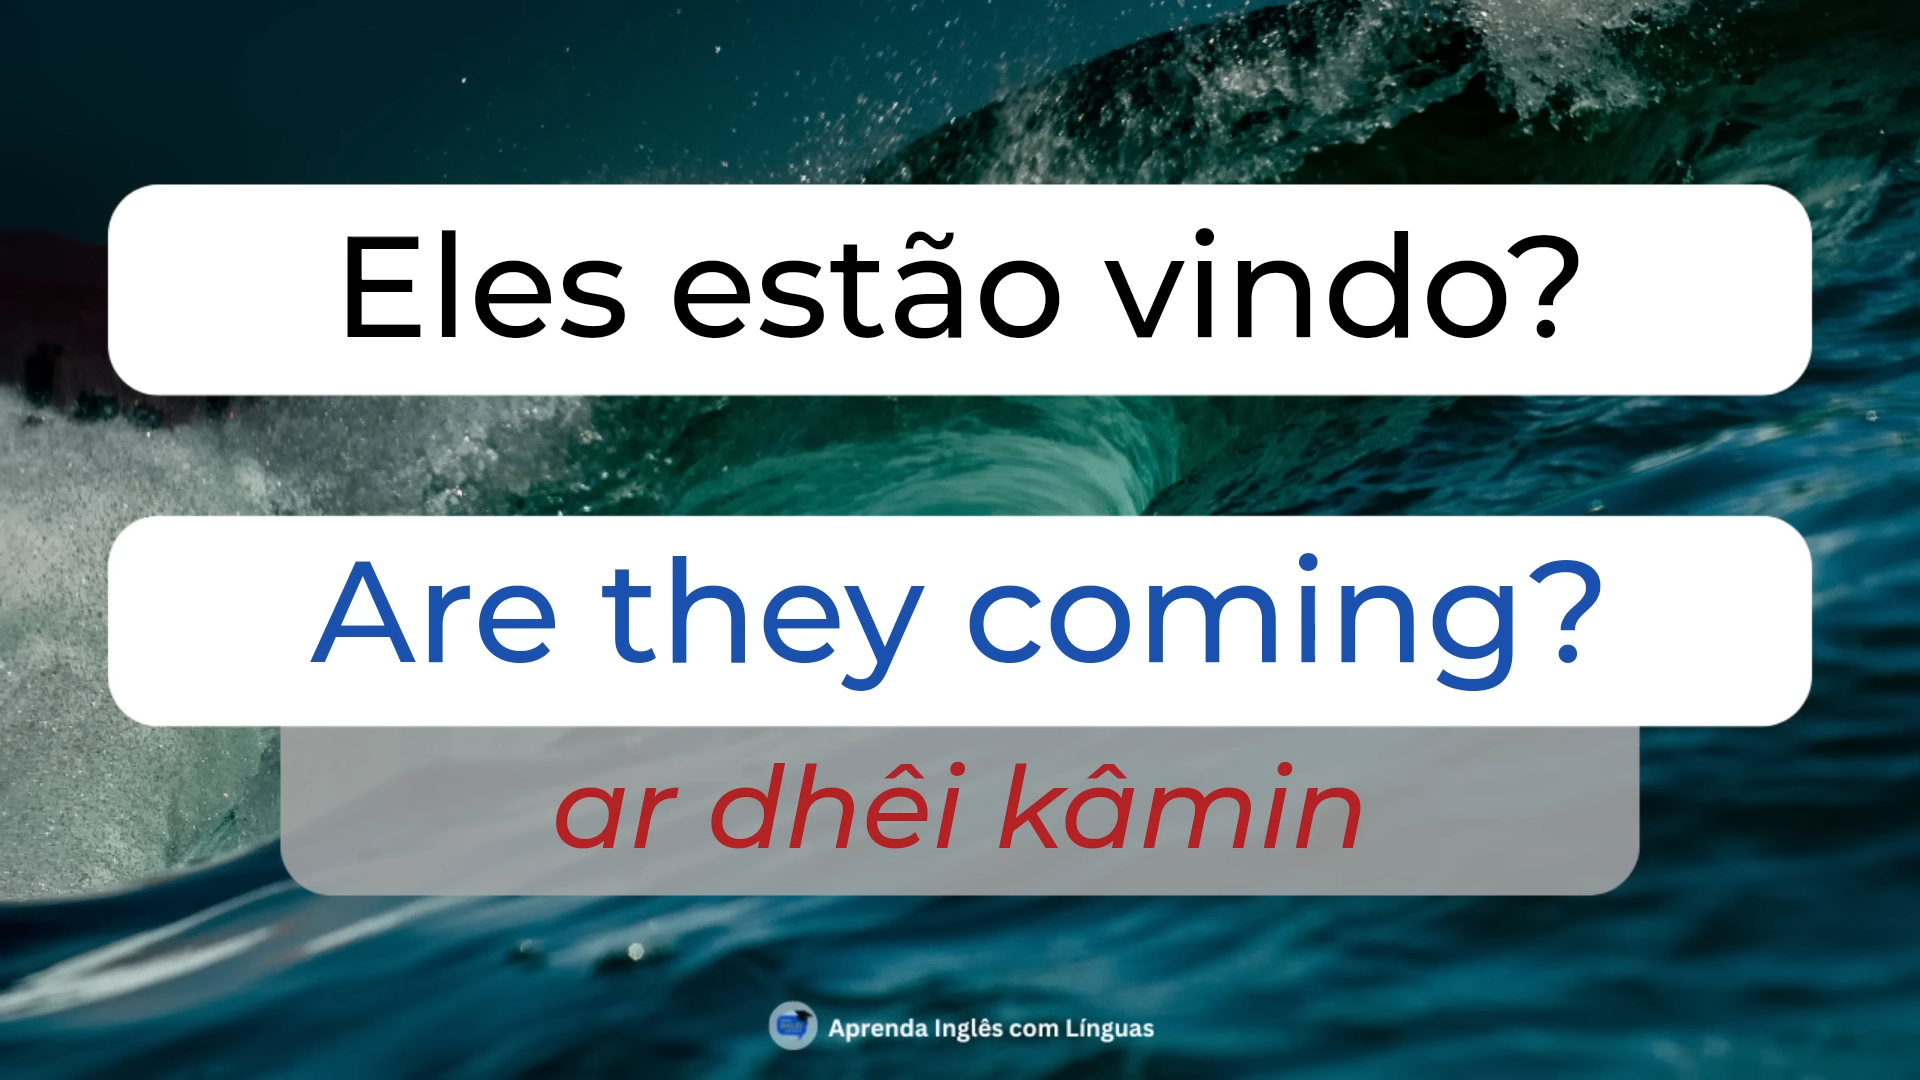 Eles estão vindo?
Are they coming?
ar dhêi kâmin
Aprenda Inglês com Línguas